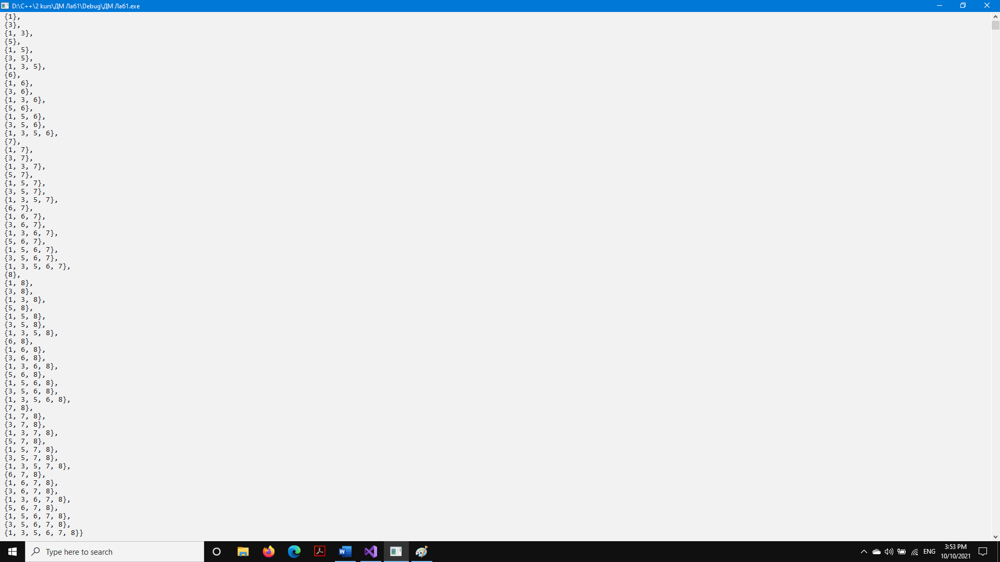 D:\C++\2 kurs\ДМ Лаб1\Debug\ДМ Лаб1.exe
{1},
{3},
{1, 3},
{5},
{1, 5},
{3, 5},
{1, 3, 5},
{6},
{1, 6},
{3, 6},
{1, 3, 6},
{5, 6},
{1, 5, 6},
{3, 5, 6},
{1, 3, 5, 6},
{7},
{1, 7},
{3, 7},
{1, 3, 7},
{5, 7},
{1, 5, 7},
{3, 5, 7},
{1, 3, 5, 7},
{6, 7},
{1, 6, 7},
{3, 6, 7},
{1, 3, 6, 7},
{5, 6, 7},
{1, 5, 6, 7},
{3, 5, 6, 7},
{1, 3, 5, 6, 7},
{8},
{1, 8},
{3, 8},
{1, 3, 8},
{5, 8},
{1, 5, 8},
{3, 5, 8},
{1, 3, 5, 8},
{6, 8},
{1, 6, 8},
{3, 6, 8},
{1, 3, 6, 8},
{5, 6, 8},
{1, 5, 6, 8},
{3, 5, 6, 8},
{1, 3, 5, 6, 8},
{7, 8},
{1, 7, 8},
{3, 7, 8},
{1, 3, 7, 8},
{5, 7, 8},
{1, 5, 7, 8},
{3, 5, 7, 8},
{1, 3, 5, 7, 8},
{6, 7, 8},
{1, 6, 7, 8},
{3, 6, 7, 8},
{1, 3, 6, 7, 8},
{5, 6, 7, 8},
{1, 5, 6, 7, 8},
{3, 5, 6, 7, 8},
{1, 3, 5, 6, 7, 8}}
Type here to search
W
ENG
3:53 PM
10/10/2021